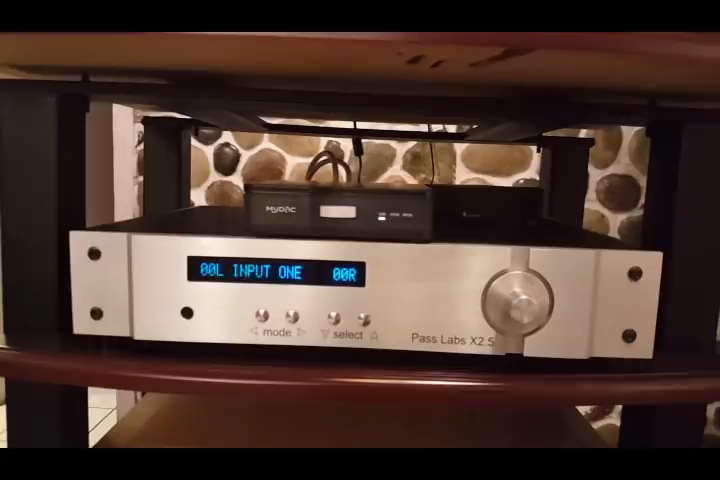 MYDAC
00L INPUT ONE 00R
◁ mode ▷ ▽ select △
Pass Labs X2.5